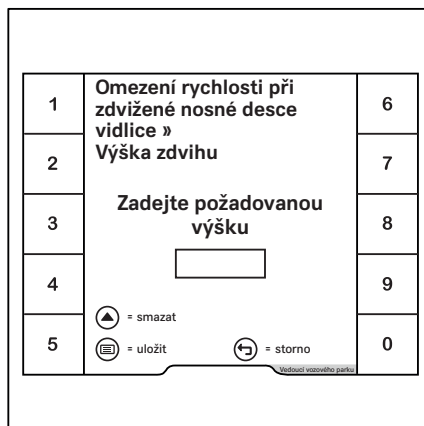 Omezení rychlosti při
zdvižené nosné desce
vidlice »
Výška zdvihu
Zadejte požadovanou
výšku
= smazat
= uložit
= storno
Vedoucí vozového parku
1
2
3
4
5
6
7
8
9
0